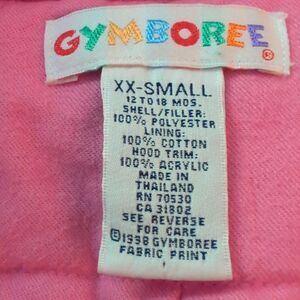 GYMBOREE®
XX-SMALL
12 TO 18 MOS.
SHELL/FILLER:
100% POLYESTER
LINING:
100% COTTON
HOOD TRIM:
100% ACRYLIC
MADE IN
THAILAND
RN 70530
CA 31802
SEE REVERSE
FOR CARE
©1998 GYMBOREE
FABRIC PRINT